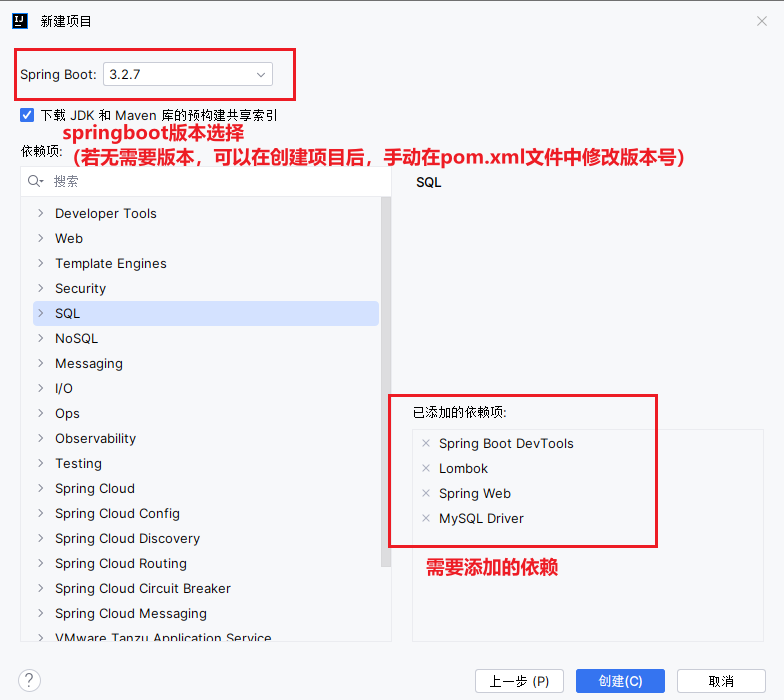 IJ
新建项目
Spring Boot: 3.2.7
下载 JDK 和 Maven 库的预构建共享索引
springboot版本选择
依赖项:
(若无需要版本，可以在创建项目后，手动在pom.xml文件中修改版本号)
搜索
SQL
Developer Tools
Web
Template Engines
Security
SQL
NoSQL
Messaging
I/O
Ops
Observability
Testing
Spring Cloud
Spring Cloud Config
Spring Cloud Discovery
Spring Cloud Routing
Spring Cloud Circuit Breaker
Spring Cloud Messaging
VMware Tanzu Application Service
已添加的依赖项:
Spring Boot DevTools
Lombok
Spring Web
MySQL Driver
需要添加的依赖
?
上一步 (P)
创建(C)
取消